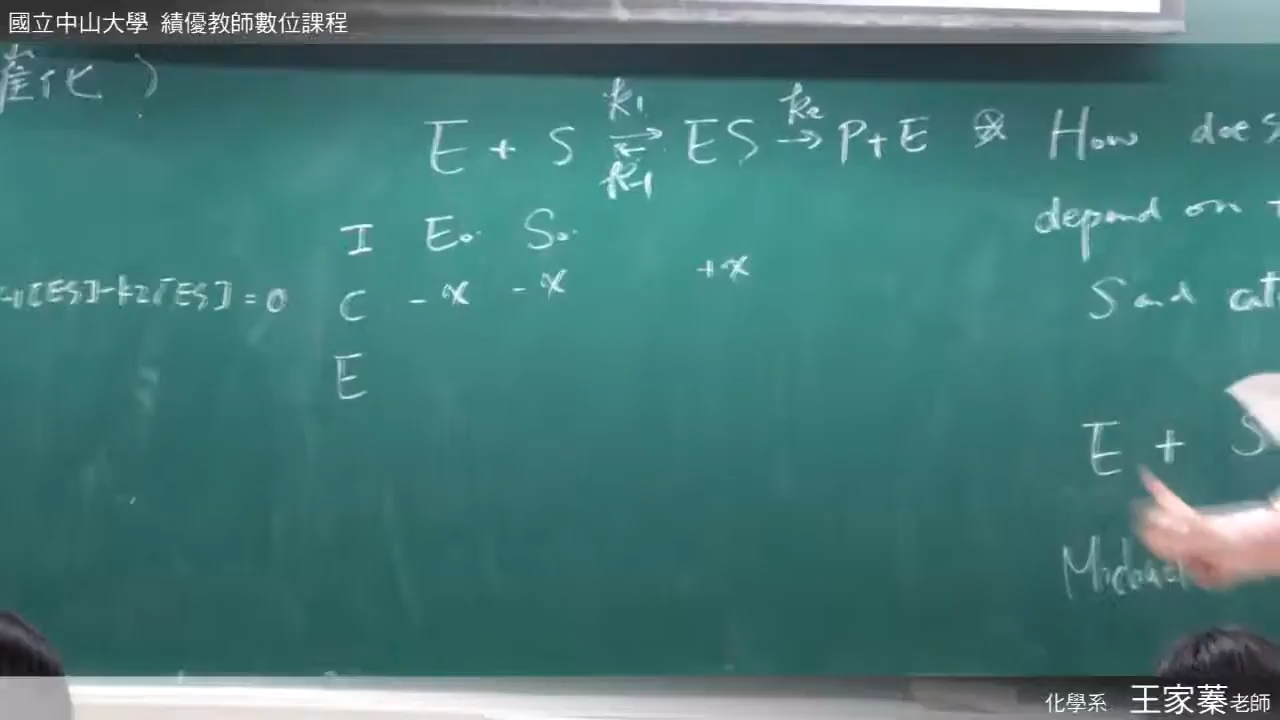 國立中山大學 績優教師數位課程
催化）
k1 k2
E + S ⇌ ES → P+E
k-1
I E0 S0
-1[ES]-k2[ES]=0
C -x -x +x
E
⊗ How does
depend on
S and cat
E + S
化學系 王家蓁老師